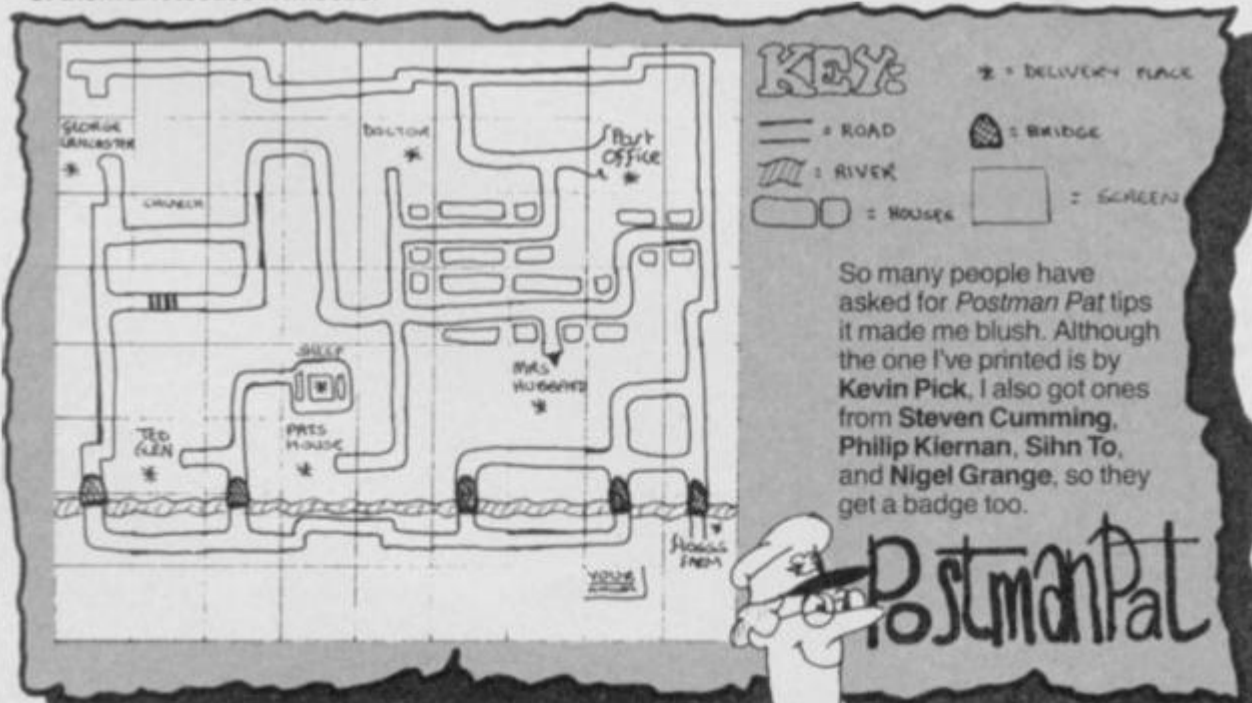 KEY:
* = DELIVERY PLACE
= ROAD
= BRIDGE
= RIVER
= SCREEN
= HOUSES
GEORGE
LANCASTER
DOCTOR
Post
Office
CHURCH
SHEEP
MRS
HUBBARD
TED
GLEN
PATS
HOUSE
FARM
So many people have
asked for Postman Pat tips
it made me blush. Although
the one I've printed is by
Kevin Pick, I also got ones
from Steven Cumming,
Philip Kiernan, Sihn To,
and Nigel Grange, so they
get a badge too.
Postman Pat